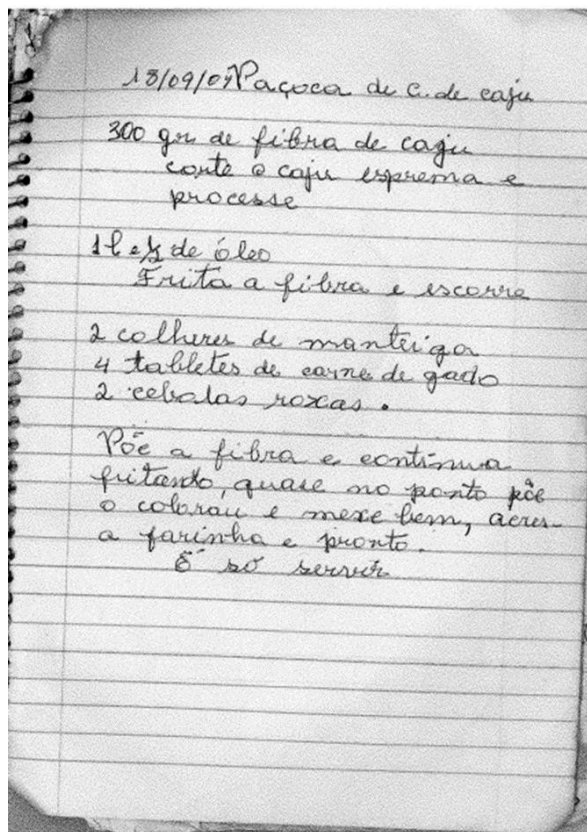 18/09/07 Paçoca de c. de caju
300 gr de fibra de caju
corte o caju esprema e
processe
1 l e ½ de óleo
Frita a fibra e escorre
2 colheres de manteiga
4 tabletes de carne de gado
2 cebolas roxas.
Põe a fibra e continua
fritando, quase no ponto põe
o colorau e mexe bem, acres-
a farinha e pronto.
É só servir